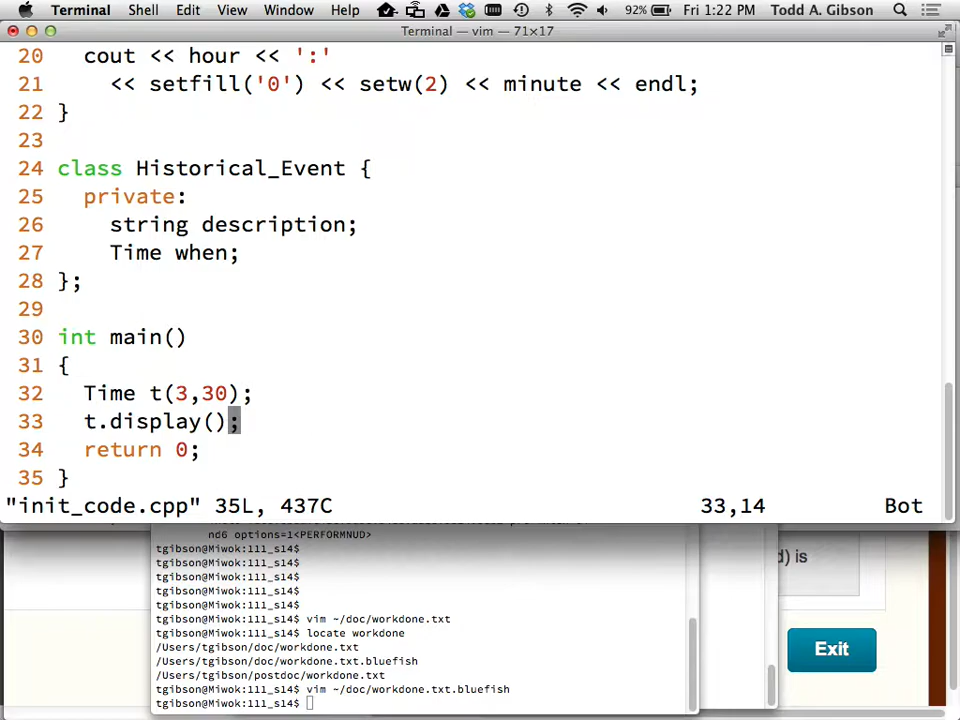 Terminal Shell Edit View Window Help 92% Fri 1:22 PM Todd A. Gibson
Terminal — vim — 71×17
20 cout << hour << ':'
21 << setfill('0') << setw(2) << minute << endl;
22 }
23
24 class Historical_Event {
25 private:
26 string description;
27 Time when;
28 };
29
30 int main()
31 {
32 Time t(3,30);
33 t.display();
34 return 0;
35 }
"init_code.cpp" 35L, 437C 33,14 Bot
nd6 options=1<PERFORMNUD>
tgibson@Miwok:111_s14$
tgibson@Miwok:111_s14$
tgibson@Miwok:111_s14$
tgibson@Miwok:111_s14$
tgibson@Miwok:111_s14$
tgibson@Miwok:111_s14$ vim ~/doc/workdone.txt
tgibson@Miwok:111_s14$ locate workdone
/Users/tgibson/doc/workdone.txt
/Users/tgibson/doc/workdone.txt.bluefish
/Users/tgibson/postdoc/workdone.txt
tgibson@Miwok:111_s14$ vim ~/doc/workdone.txt.bluefish
tgibson@Miwok:111_s14$
d) is
Exit